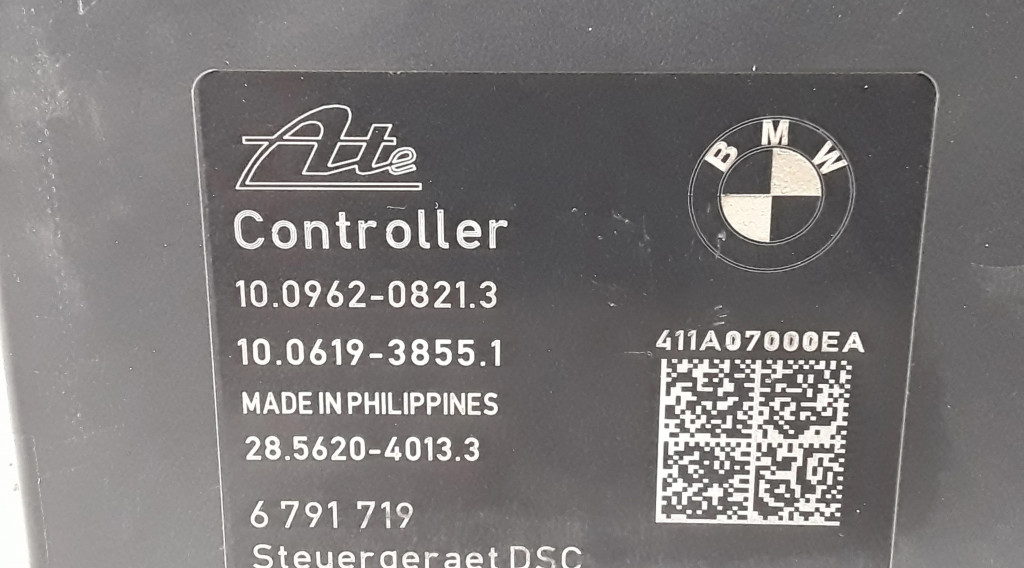 Ate
BMW
Controller
10.0962-0821.3
10.0619-3855.1
411A07000EA
MADE IN PHILIPPINES
28.5620-4013.3
6 791 719
Steuergeraet DSC